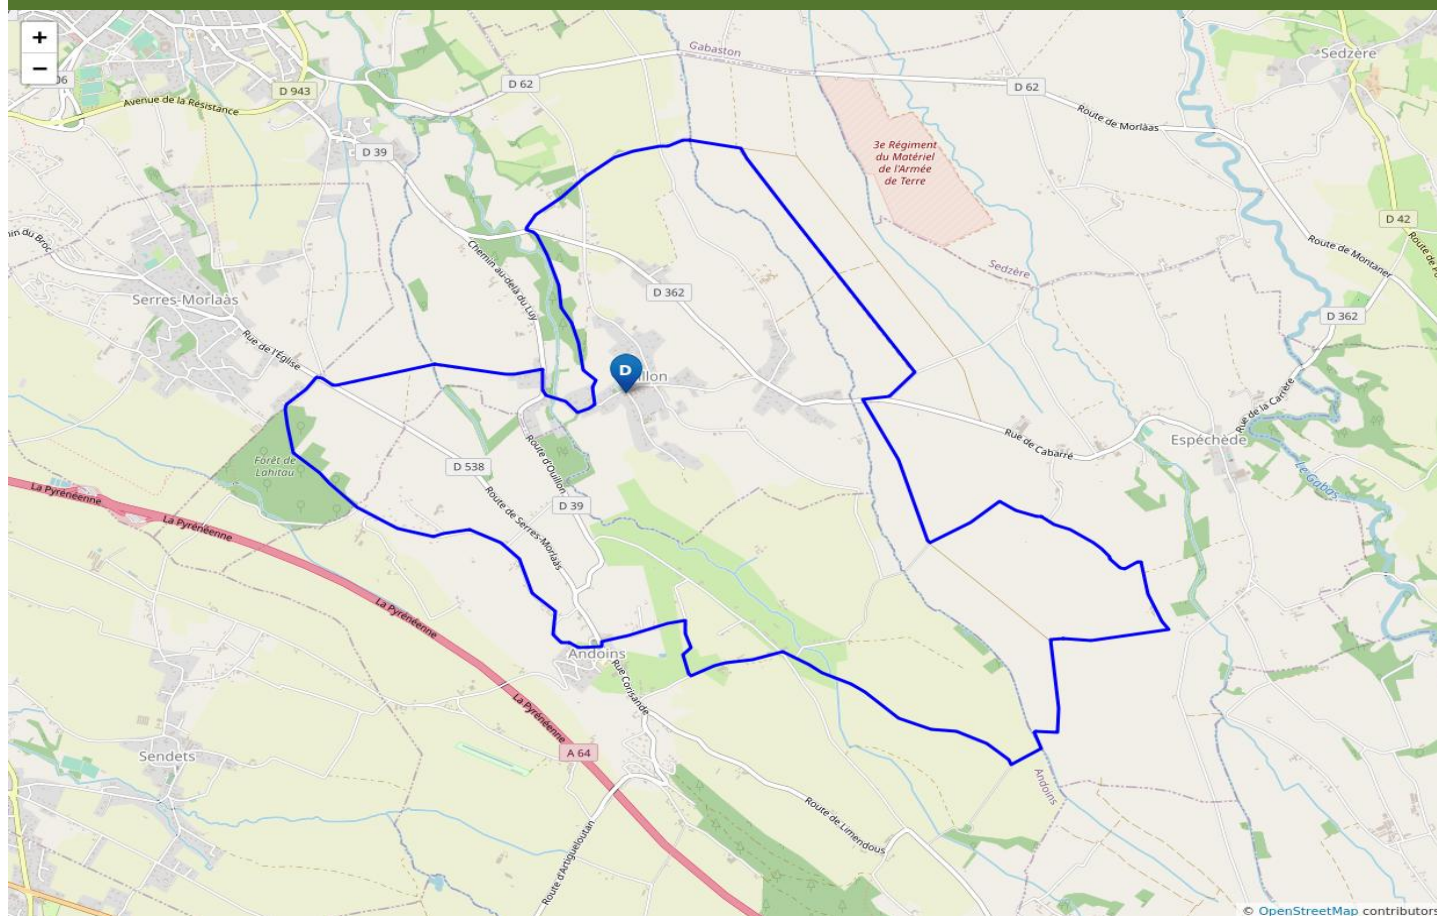 +
−
06
Avenue de la Résistance
D 943
D 62
Gabaston
D 62
Route de Morlàas
Sedzère
D 39
3e Régiment
du Matériel
de l'Armée
de Terre
D 42
Route de Montaner
Sedzère
Chemin au-delà du Luy
D 362
D 362
Serres-Morlaàs
Rue de l'Église
D
Rue de la Carrère
Rue de Cabarré
Espéchède
Le Gabas
Forêt de
Lahitau
D 538
Route d'Ouillon
D 39
La Pyrénéenne
La Pyrénéenne
Route de Serres-Morlaàs
La Pyrénéenne
Andoins
Rue Corisande
La Pyrénéenne
A 64
Sendets
Andoins
Route de Limendous
Route d'Artigueloutan
© OpenStreetMap contributors